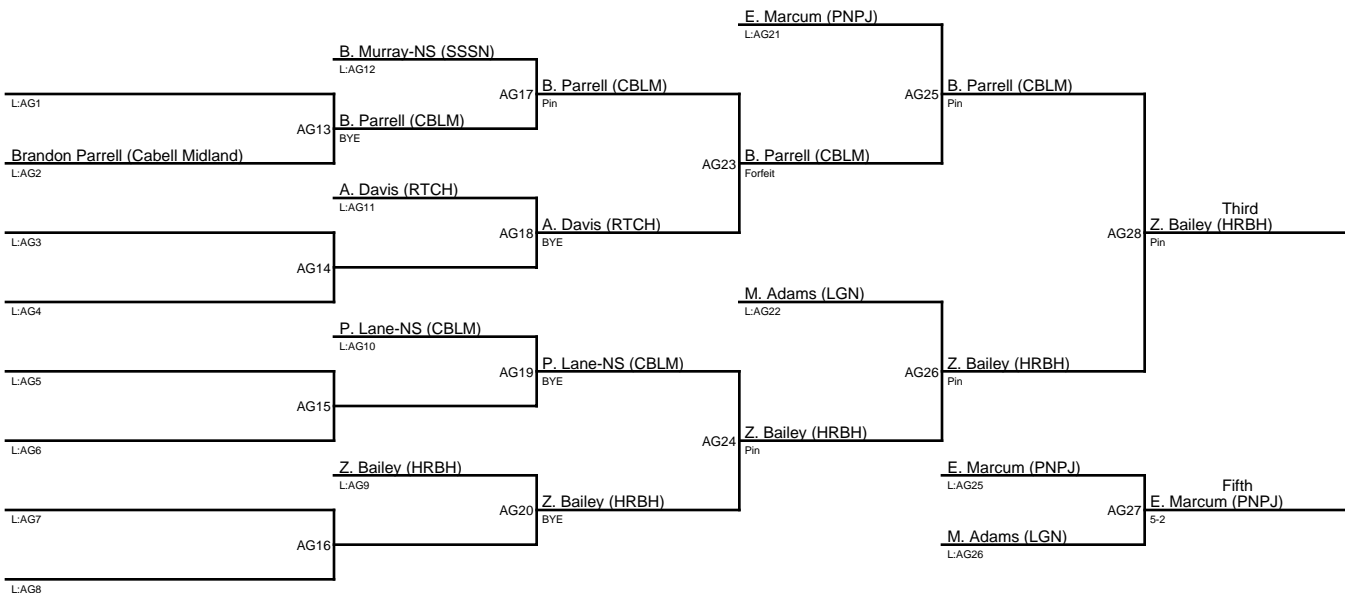 E. Marcum (PNPJ)
L:AG21
B. Murray-NS (SSSN)
L:AG12
AG17
B. Parrell (CBLM)
Pin
AG25
B. Parrell (CBLM)
Pin
L:AG1
AG13
B. Parrell (CBLM)
BYE
Brandon Parrell (Cabell Midland)
L:AG2
AG23
B. Parrell (CBLM)
Forfeit
A. Davis (RTCH)
L:AG11
AG18
A. Davis (RTCH)
BYE
L:AG3
AG14
L:AG4
AG28
Third
Z. Bailey (HRBH)
Pin
M. Adams (LGN)
L:AG22
P. Lane-NS (CBLM)
L:AG10
AG19
P. Lane-NS (CBLM)
BYE
AG26
Z. Bailey (HRBH)
Pin
L:AG5
AG15
L:AG6
AG24
Z. Bailey (HRBH)
Pin
Z. Bailey (HRBH)
L:AG9
AG20
Z. Bailey (HRBH)
BYE
L:AG7
AG16
L:AG8
E. Marcum (PNPJ)
L:AG25
AG27
Fifth
E. Marcum (PNPJ)
5-2
M. Adams (LGN)
L:AG26